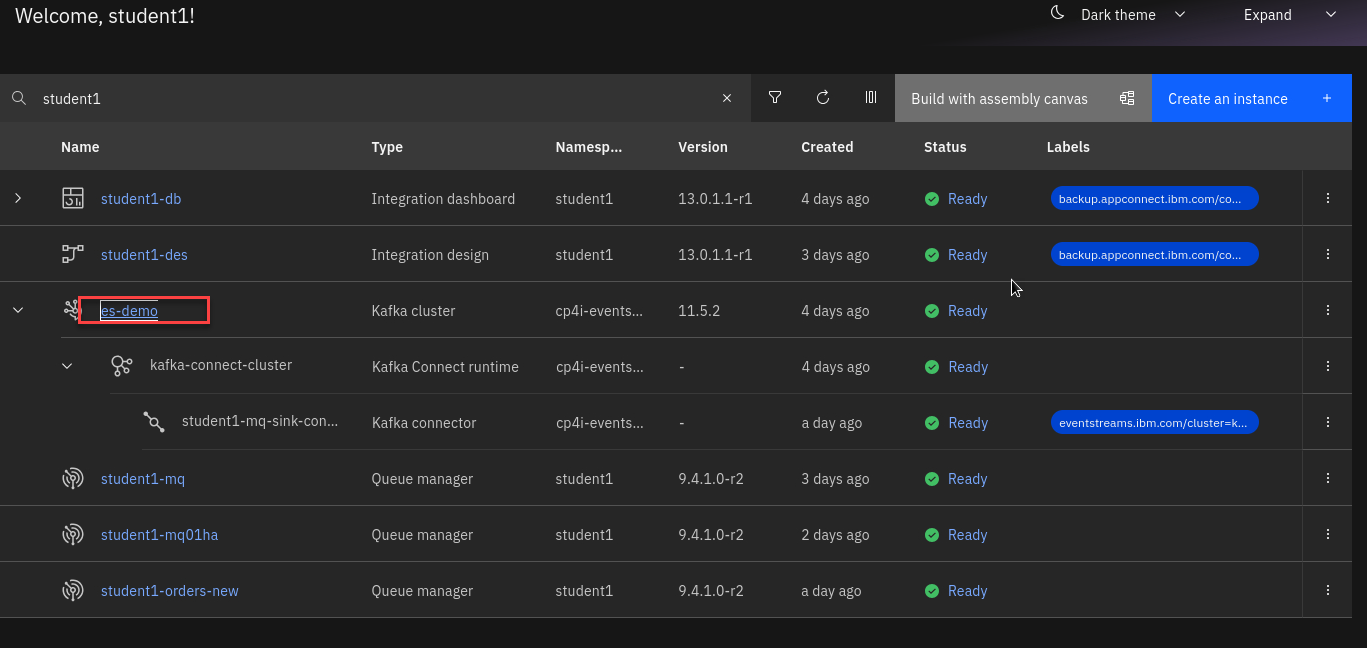 Welcome, student1!
Dark theme Expand
student1 Build with assembly canvas Create an instance
Name Type Namesp... Version Created Status Labels
student1-db Integration dashboard student1 13.0.1.1-r1 4 days ago Ready backup.appconnect.ibm.com/co...
student1-des Integration design student1 13.0.1.1-r1 3 days ago Ready backup.appconnect.ibm.com/co...
es-demo Kafka cluster cp4i-events... 11.5.2 4 days ago Ready
kafka-connect-cluster Kafka Connect runtime cp4i-events... - 4 days ago Ready
student1-mq-sink-con... Kafka connector cp4i-events... - a day ago Ready eventstreams.ibm.com/cluster=k...
student1-mq Queue manager student1 9.4.1.0-r2 3 days ago Ready
student1-mq01ha Queue manager student1 9.4.1.0-r2 2 days ago Ready
student1-orders-new Queue manager student1 9.4.1.0-r2 a day ago Ready